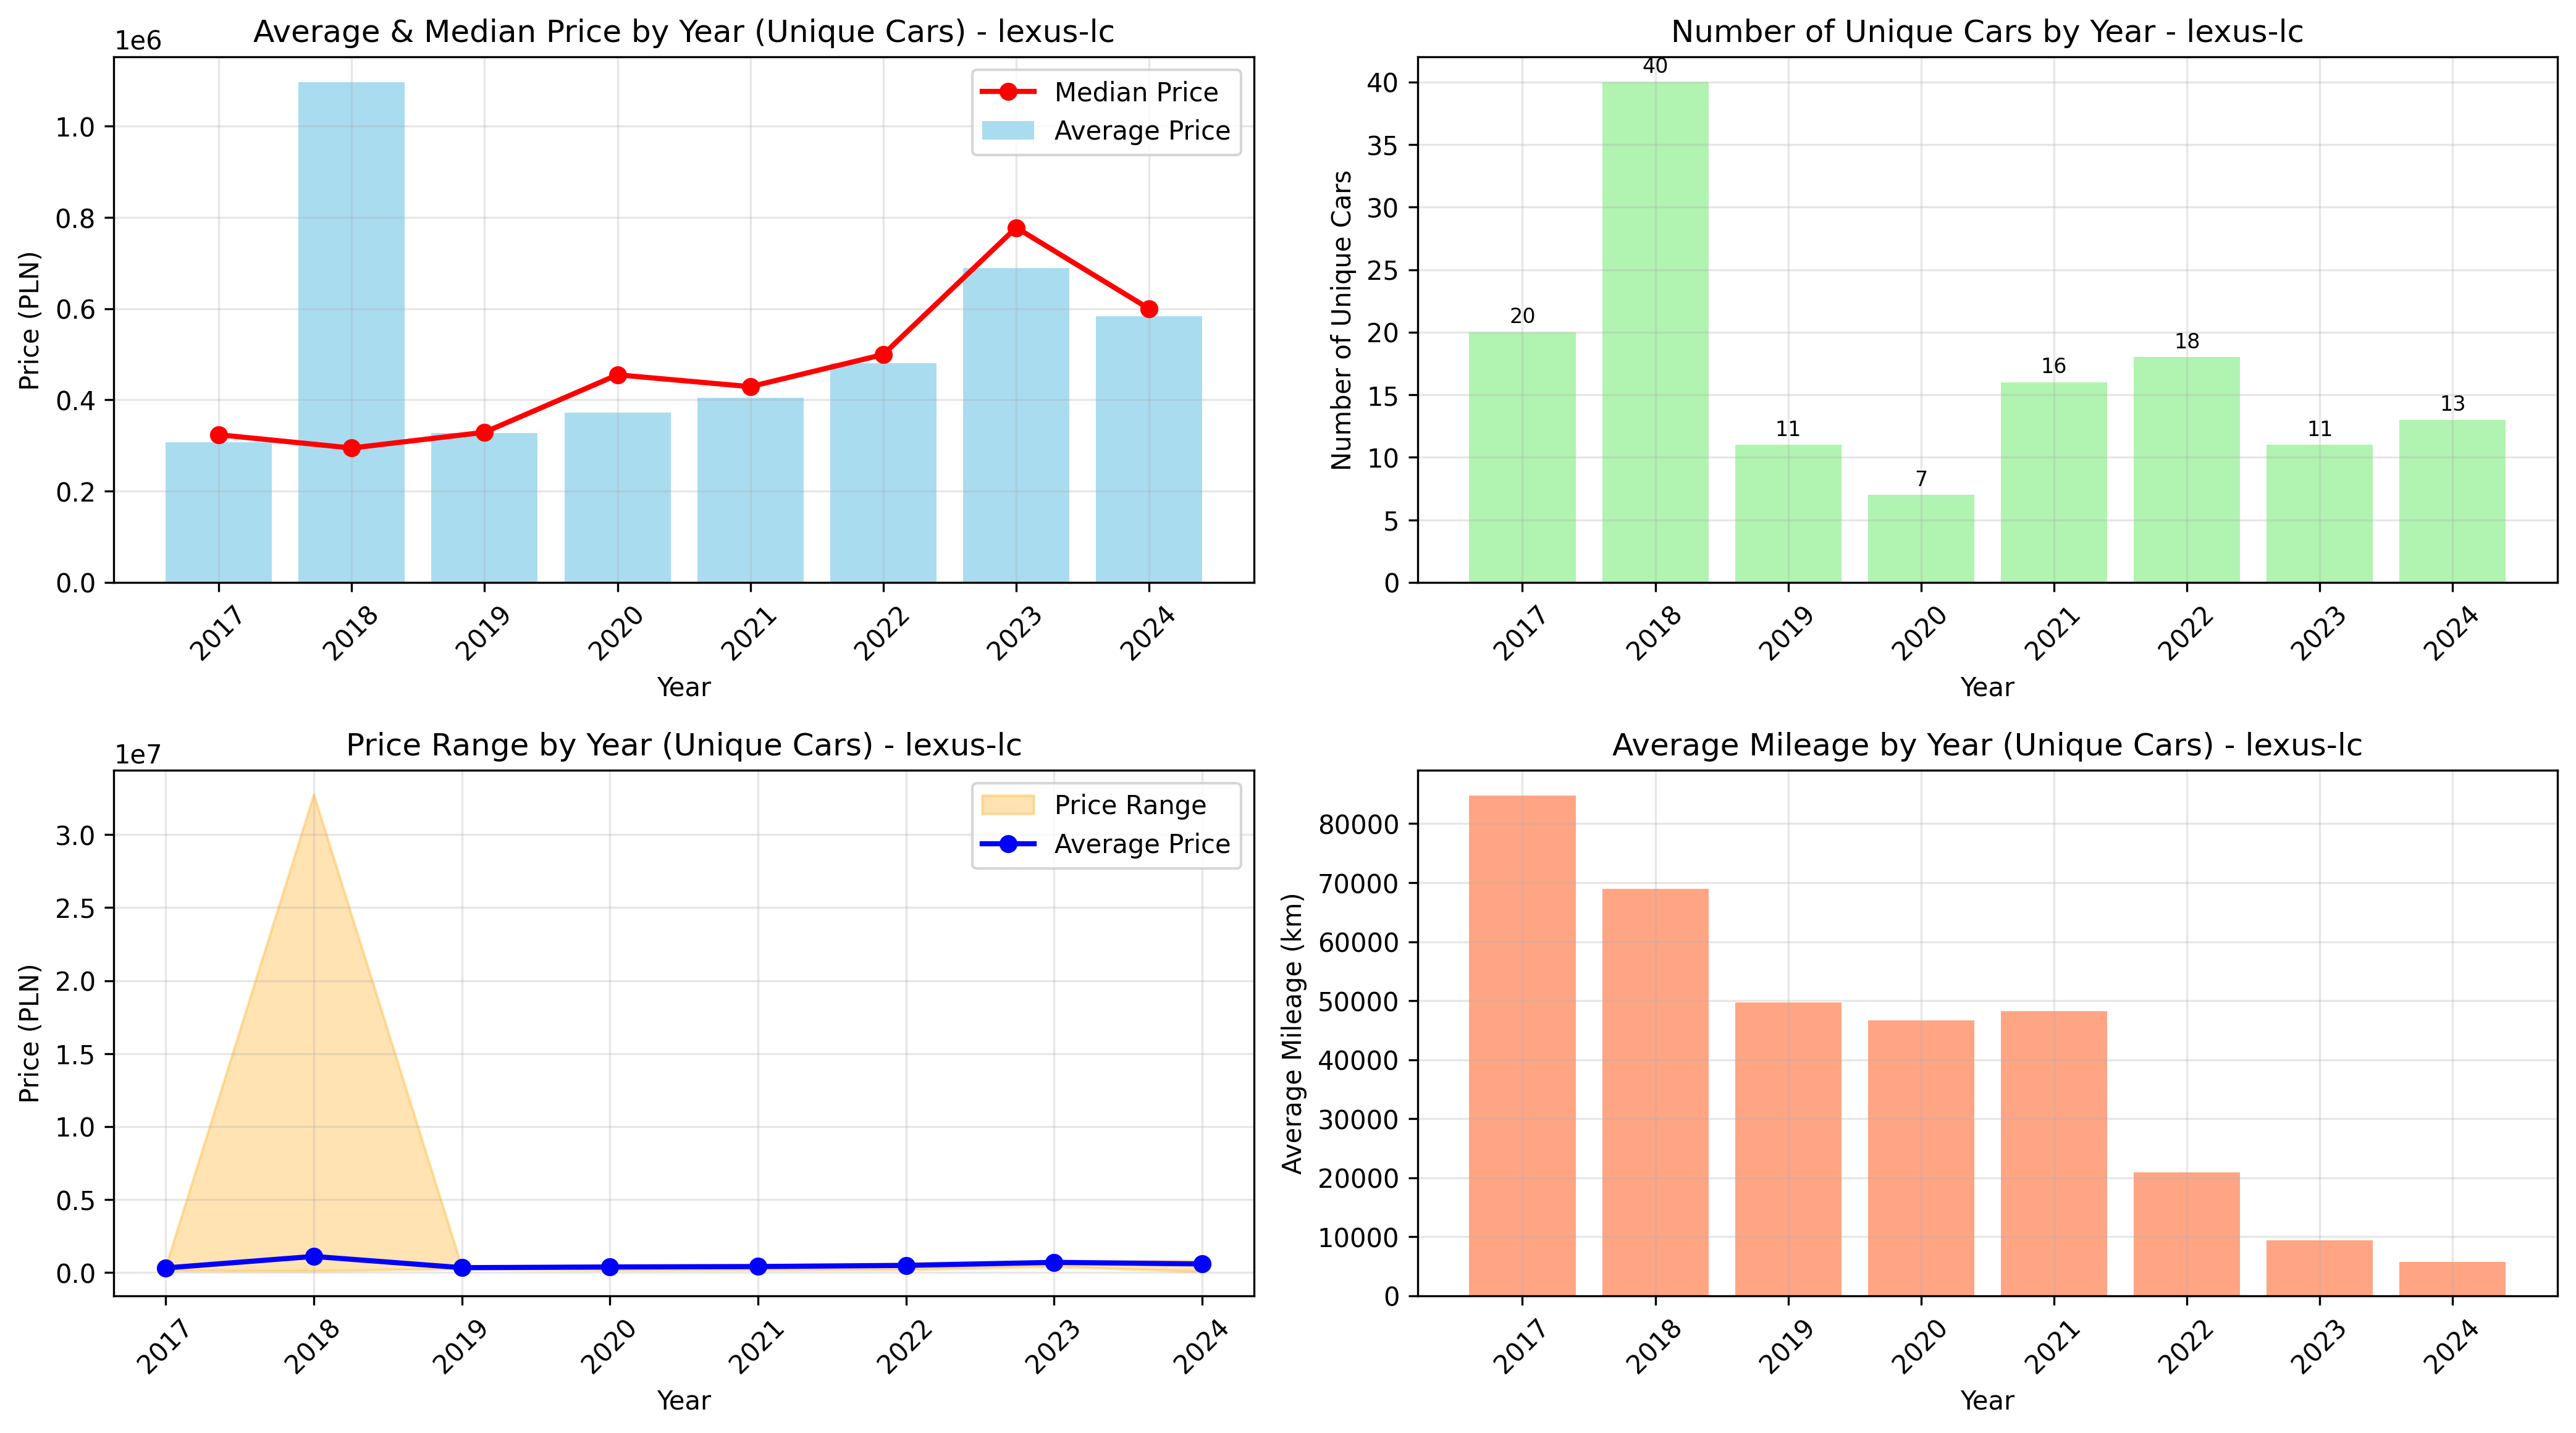 Average & Median Price by Year (Unique Cars) - lexus-lc
1e6
Price (PLN)
1.0
0.8
0.6
0.4
0.2
0.0
Median Price
Average Price
2017 2018 2019 2020 2021 2022 2023 2024
Year
Number of Unique Cars by Year - lexus-lc
Number of Unique Cars
40
35
30
25
20
15
10
5
0
20 40 11 7 16 18 11 13
2017 2018 2019 2020 2021 2022 2023 2024
Year
Price Range by Year (Unique Cars) - lexus-lc
1e7
Price (PLN)
3.0
2.5
2.0
1.5
1.0
0.5
0.0
Price Range
Average Price
2017 2018 2019 2020 2021 2022 2023 2024
Year
Average Mileage by Year (Unique Cars) - lexus-lc
Average Mileage (km)
80000
70000
60000
50000
40000
30000
20000
10000
0
2017 2018 2019 2020 2021 2022 2023 2024
Year